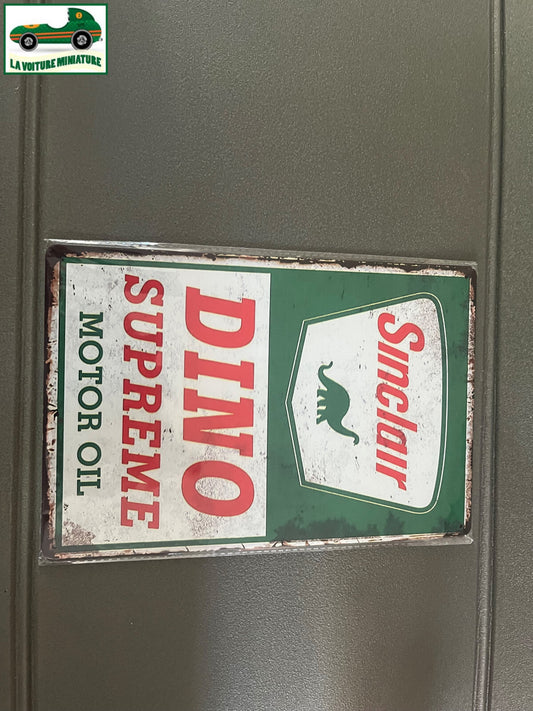 LA VOITURE MINIATURE
Sinclair
DINO
SUPREME
MOTOR OIL